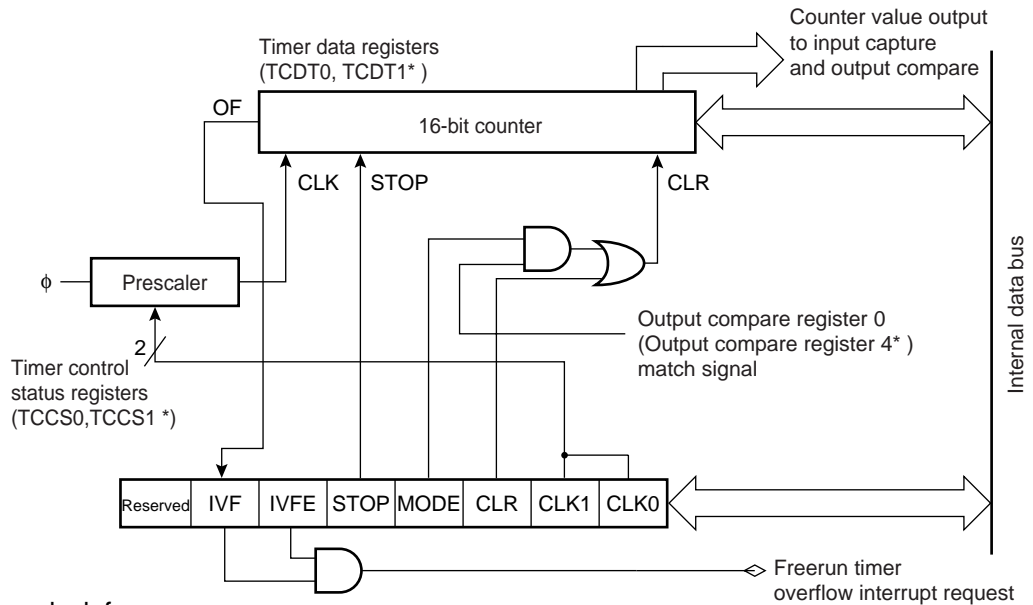 Counter value output
to input capture
and output compare
Timer data registers
(TCDT0, TCDT1* )
OF
16-bit counter
CLK
STOP
CLR
ϕ
Prescaler
2
Timer control
status registers
(TCCS0,TCCS1 *)
Output compare register 0
(Output compare register 4* )
match signal
Internal data bus
Reserved IVF IVFE STOP MODE CLR CLK1 CLK0
Freerun timer
overflow interrupt request